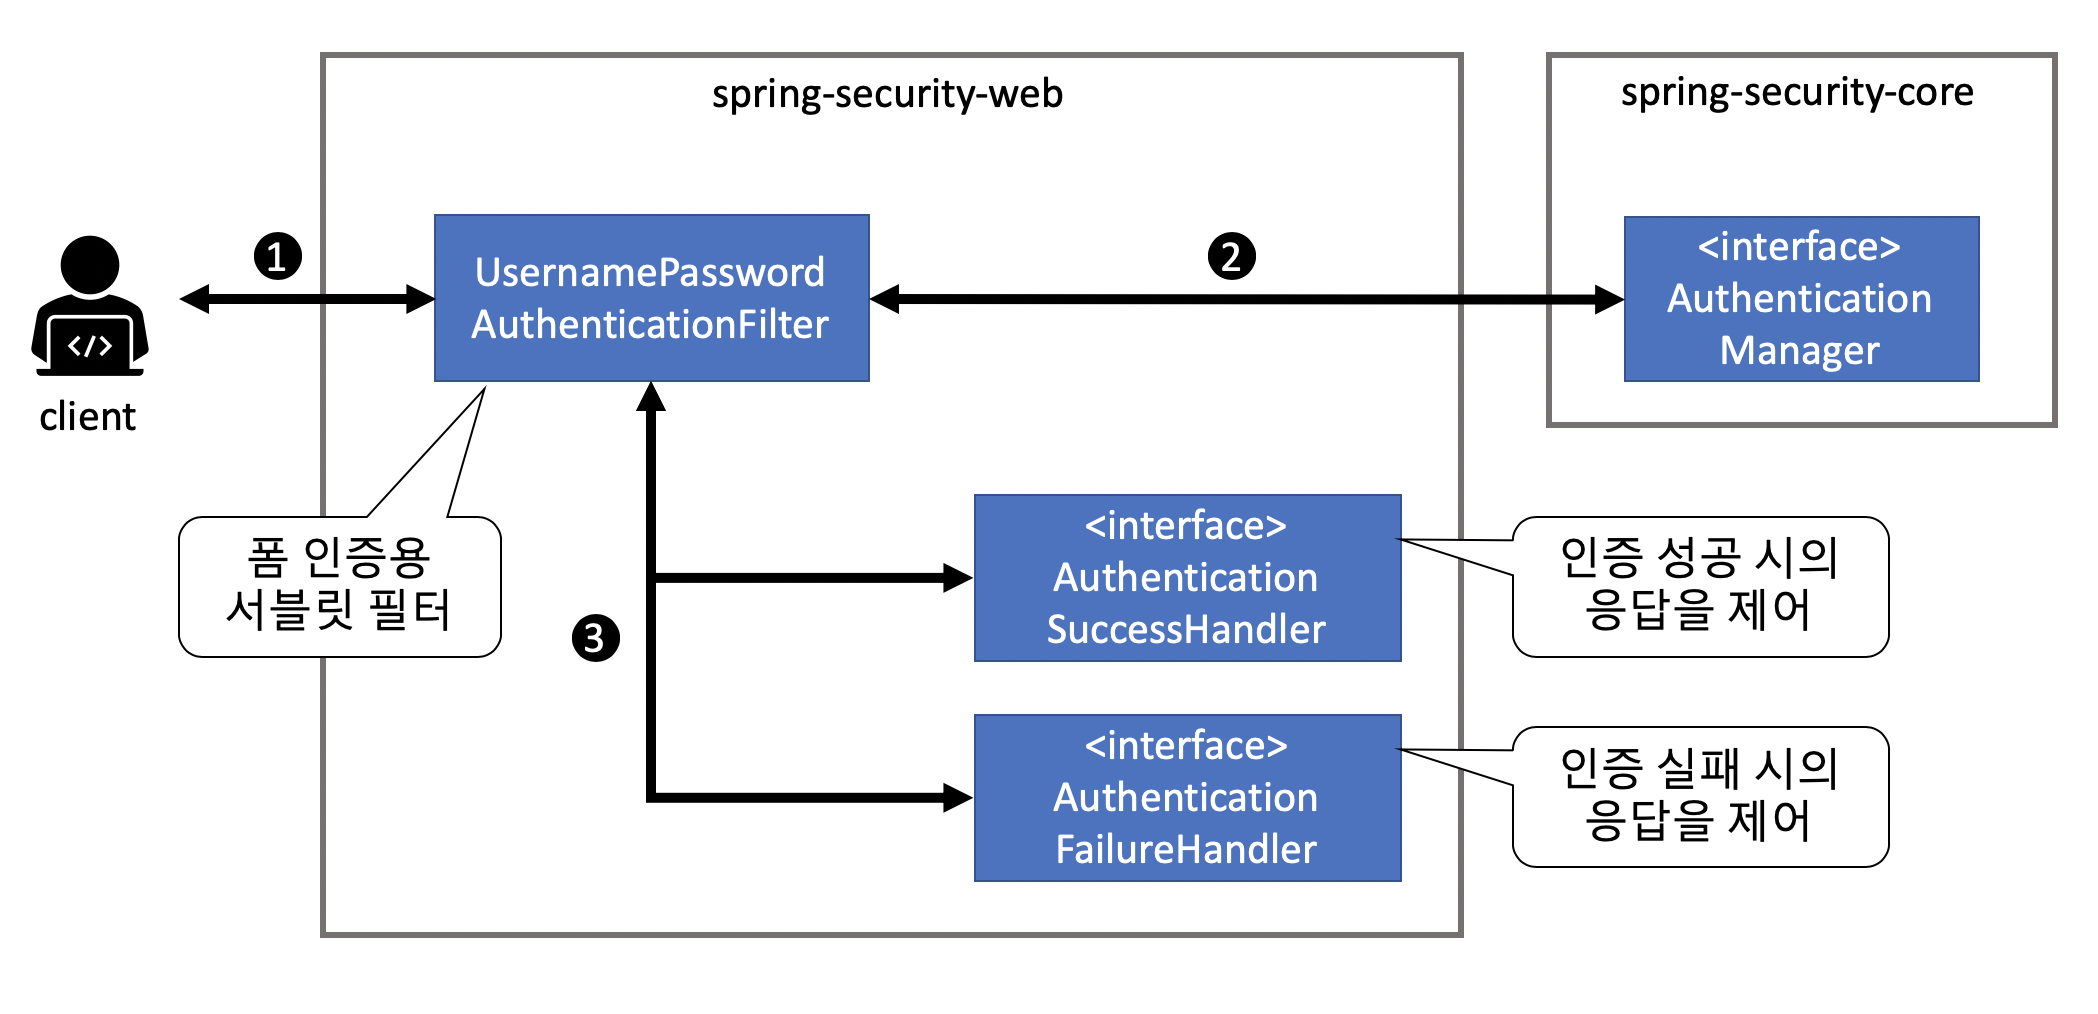 spring-security-web
spring-security-core
❶
UsernamePassword
AuthenticationFilter
❷
<interface>
Authentication
Manager
</>
client
폼 인증용
서블릿 필터
❸
<interface>
Authentication
SuccessHandler
인증 성공 시의
응답을 제어
<interface>
Authentication
FailureHandler
인증 실패 시의
응답을 제어